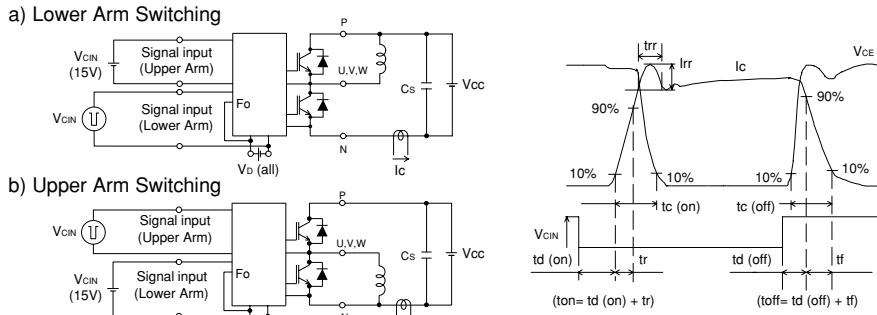 a) Lower Arm Switching
P
VCIN
(15V)
Signal input
(Upper Arm)
U,V,W
CS
VCC
Fo
VCIN
Signal input
(Lower Arm)
N
VD (all)
Ic
b) Upper Arm Switching
P
VCIN
Signal input
(Upper Arm)
U,V,W
CS
VCC
Fo
VCIN
(15V)
Signal input
(Lower Arm)
trr
Irr
Ic
VCE
90%
90%
10%
10%
10%
10%
tc (on)
tc (off)
VCIN
td (on)
tr
td (off)
tf
(ton= td (on) + tr)
(toff= td (off) + tf)